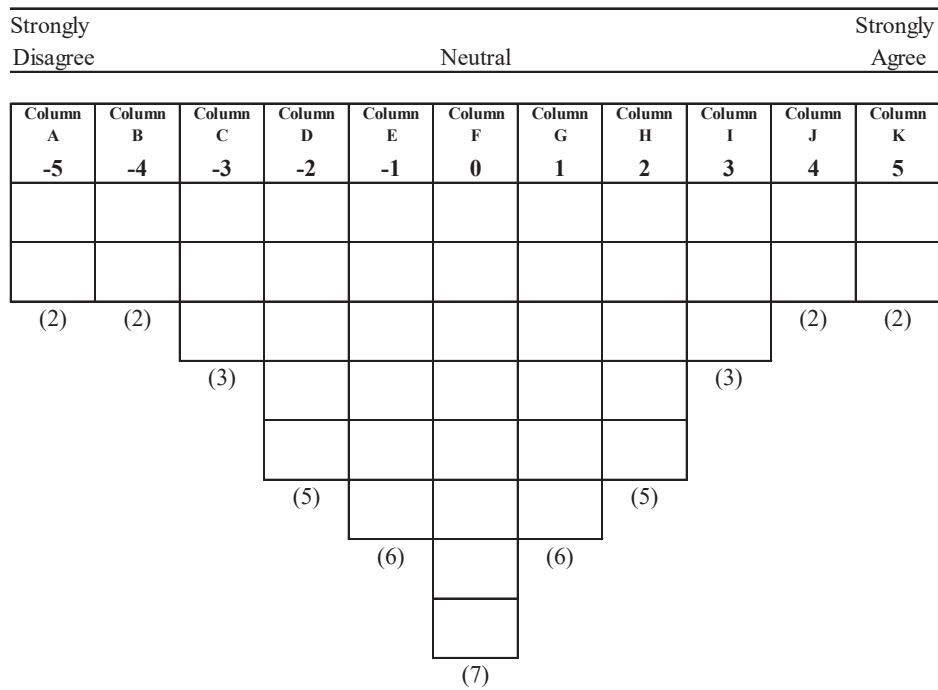 Strongly Strongly
Disagree Neutral Agree
Column Column Column Column Column Column Column Column Column Column Column
A B C D E F G H I J K
-5 -4 -3 -2 -1 0 1 2 3 4 5
(2) (2) (2) (2)
(3) (3)
(5) (5)
(6) (6)
(7)